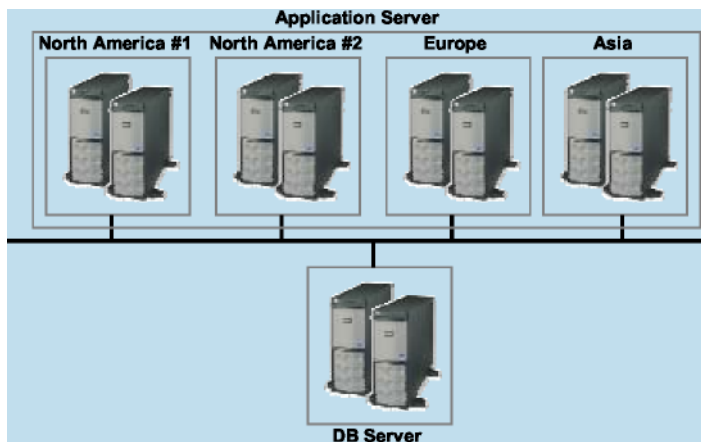 Application Server
North America #1
North America #2
Europe
Asia
DB Server